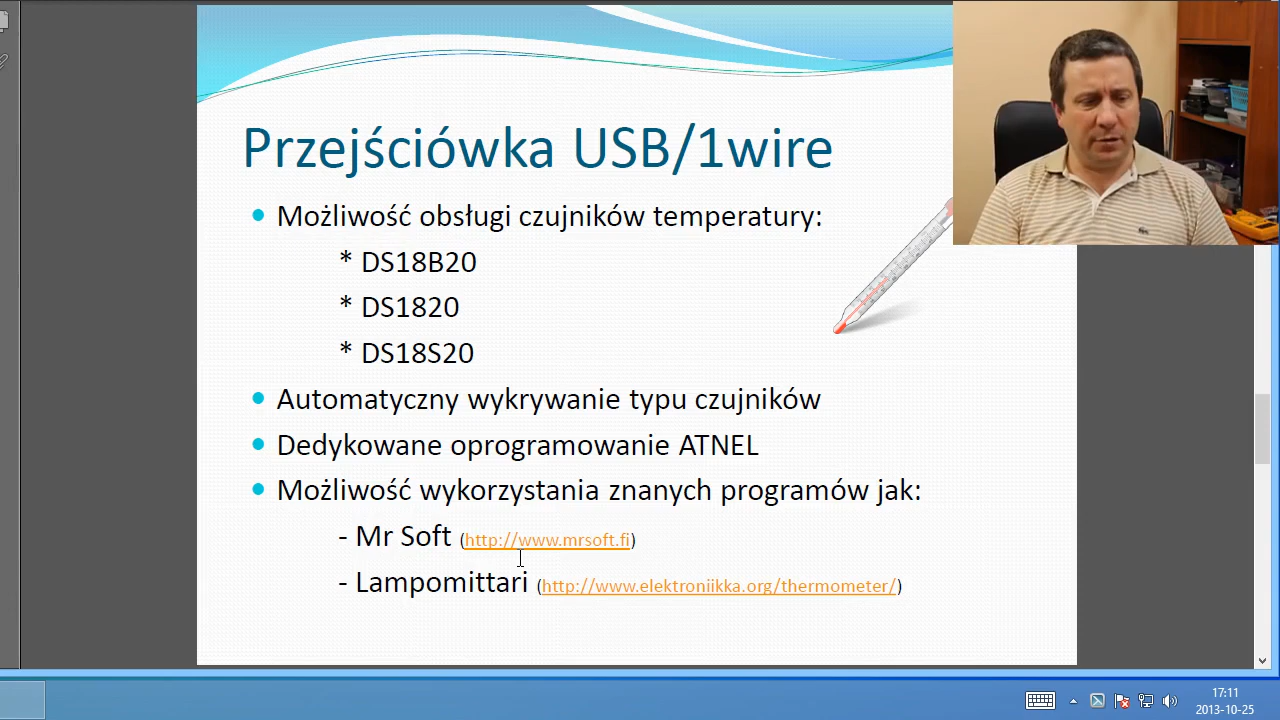 Przejściówka USB/1wire
Możliwość obsługi czujników temperatury:
* DS18B20
* DS1820
* DS18S20
Automatyczny wykrywanie typu czujników
Dedykowane oprogramowanie ATNEL
Możliwość wykorzystania znanych programów jak:
- Mr Soft (http://www.mrsoft.fi)
- Lampomittari (http://www.elektroniikka.org/thermometer/)
17:11
2013-10-25